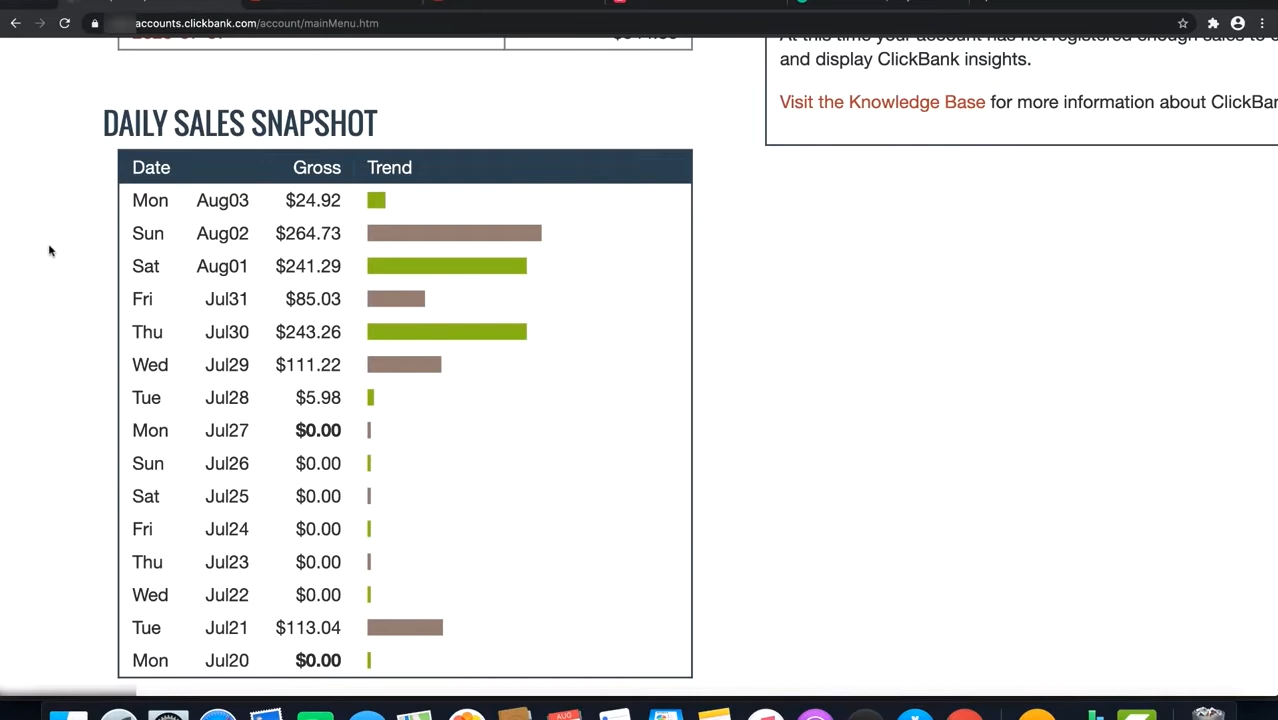 accounts.clickbank.com/account/mainMenu.htm
and display ClickBank insights.
Visit the Knowledge Base for more information about
DAILY SALES SNAPSHOT
Date Gross Trend
Mon Aug03 $24.92
Sun Aug02 $264.73
Sat Aug01 $241.29
Fri Jul31 $85.03
Thu Jul30 $243.26
Wed Jul29 $111.22
Tue Jul28 $5.98
Mon Jul27 $0.00
Sun Jul26 $0.00
Sat Jul25 $0.00
Fri Jul24 $0.00
Thu Jul23 $0.00
Wed Jul22 $0.00
Tue Jul21 $113.04
Mon Jul20 $0.00
AUG